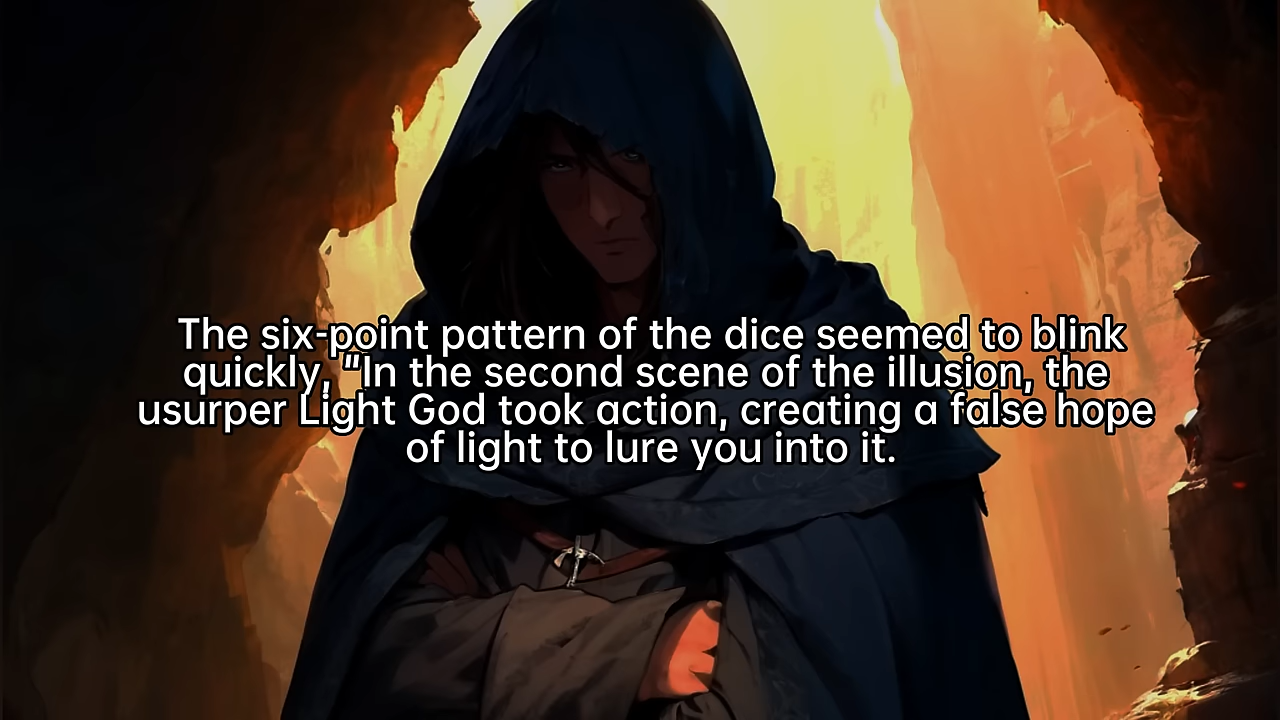 The six-point pattern of the dice seemed to blink
quickly, “In the second scene of the illusion, the
usurper Light God took action, creating a false hope
of light to lure you into it.